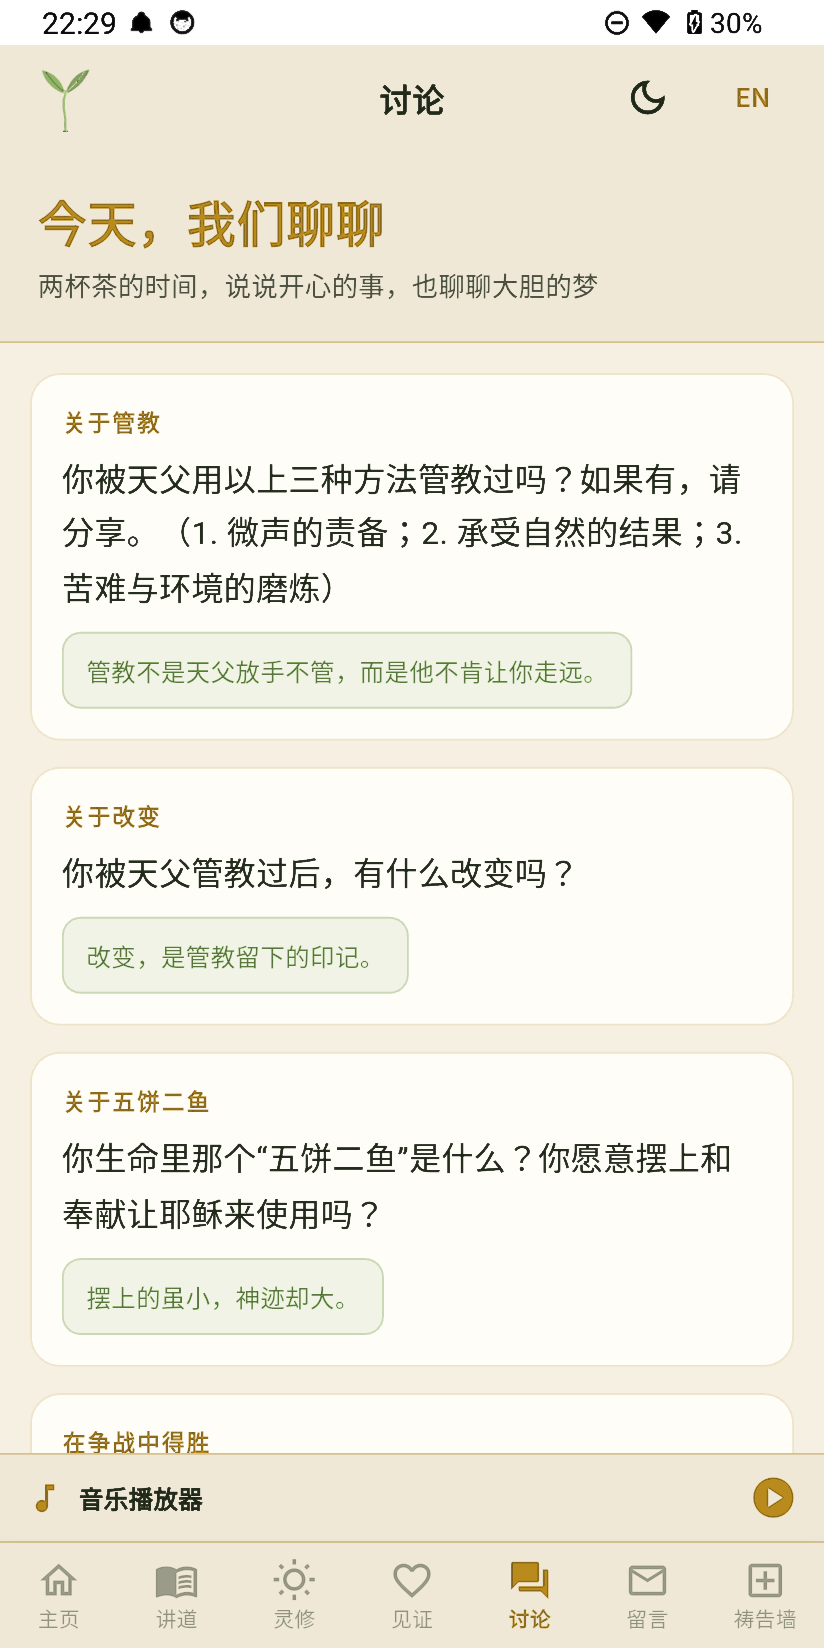 22:29
30%
讨论
EN
今天，我们聊聊
两杯茶的时间，说说开心的事，也聊聊大胆的梦
关于管教
你被天父用以上三种方法管教过吗？如果有，请
分享。（1. 微声的责备；2. 承受自然的结果；3.
苦难与环境的磨炼）
管教不是天父放手不管，而是他不肯让你走远。
关于改变
你被天父管教过后，有什么改变吗？
改变，是管教留下的印记。
关于五饼二鱼
你生命里那个“五饼二鱼”是什么？你愿意摆上和
奉献让耶稣来使用吗？
摆上的虽小，神迹却大。
在争战中得胜
音乐播放器
主页
讲道
灵修
见证
讨论
留言
祷告墙